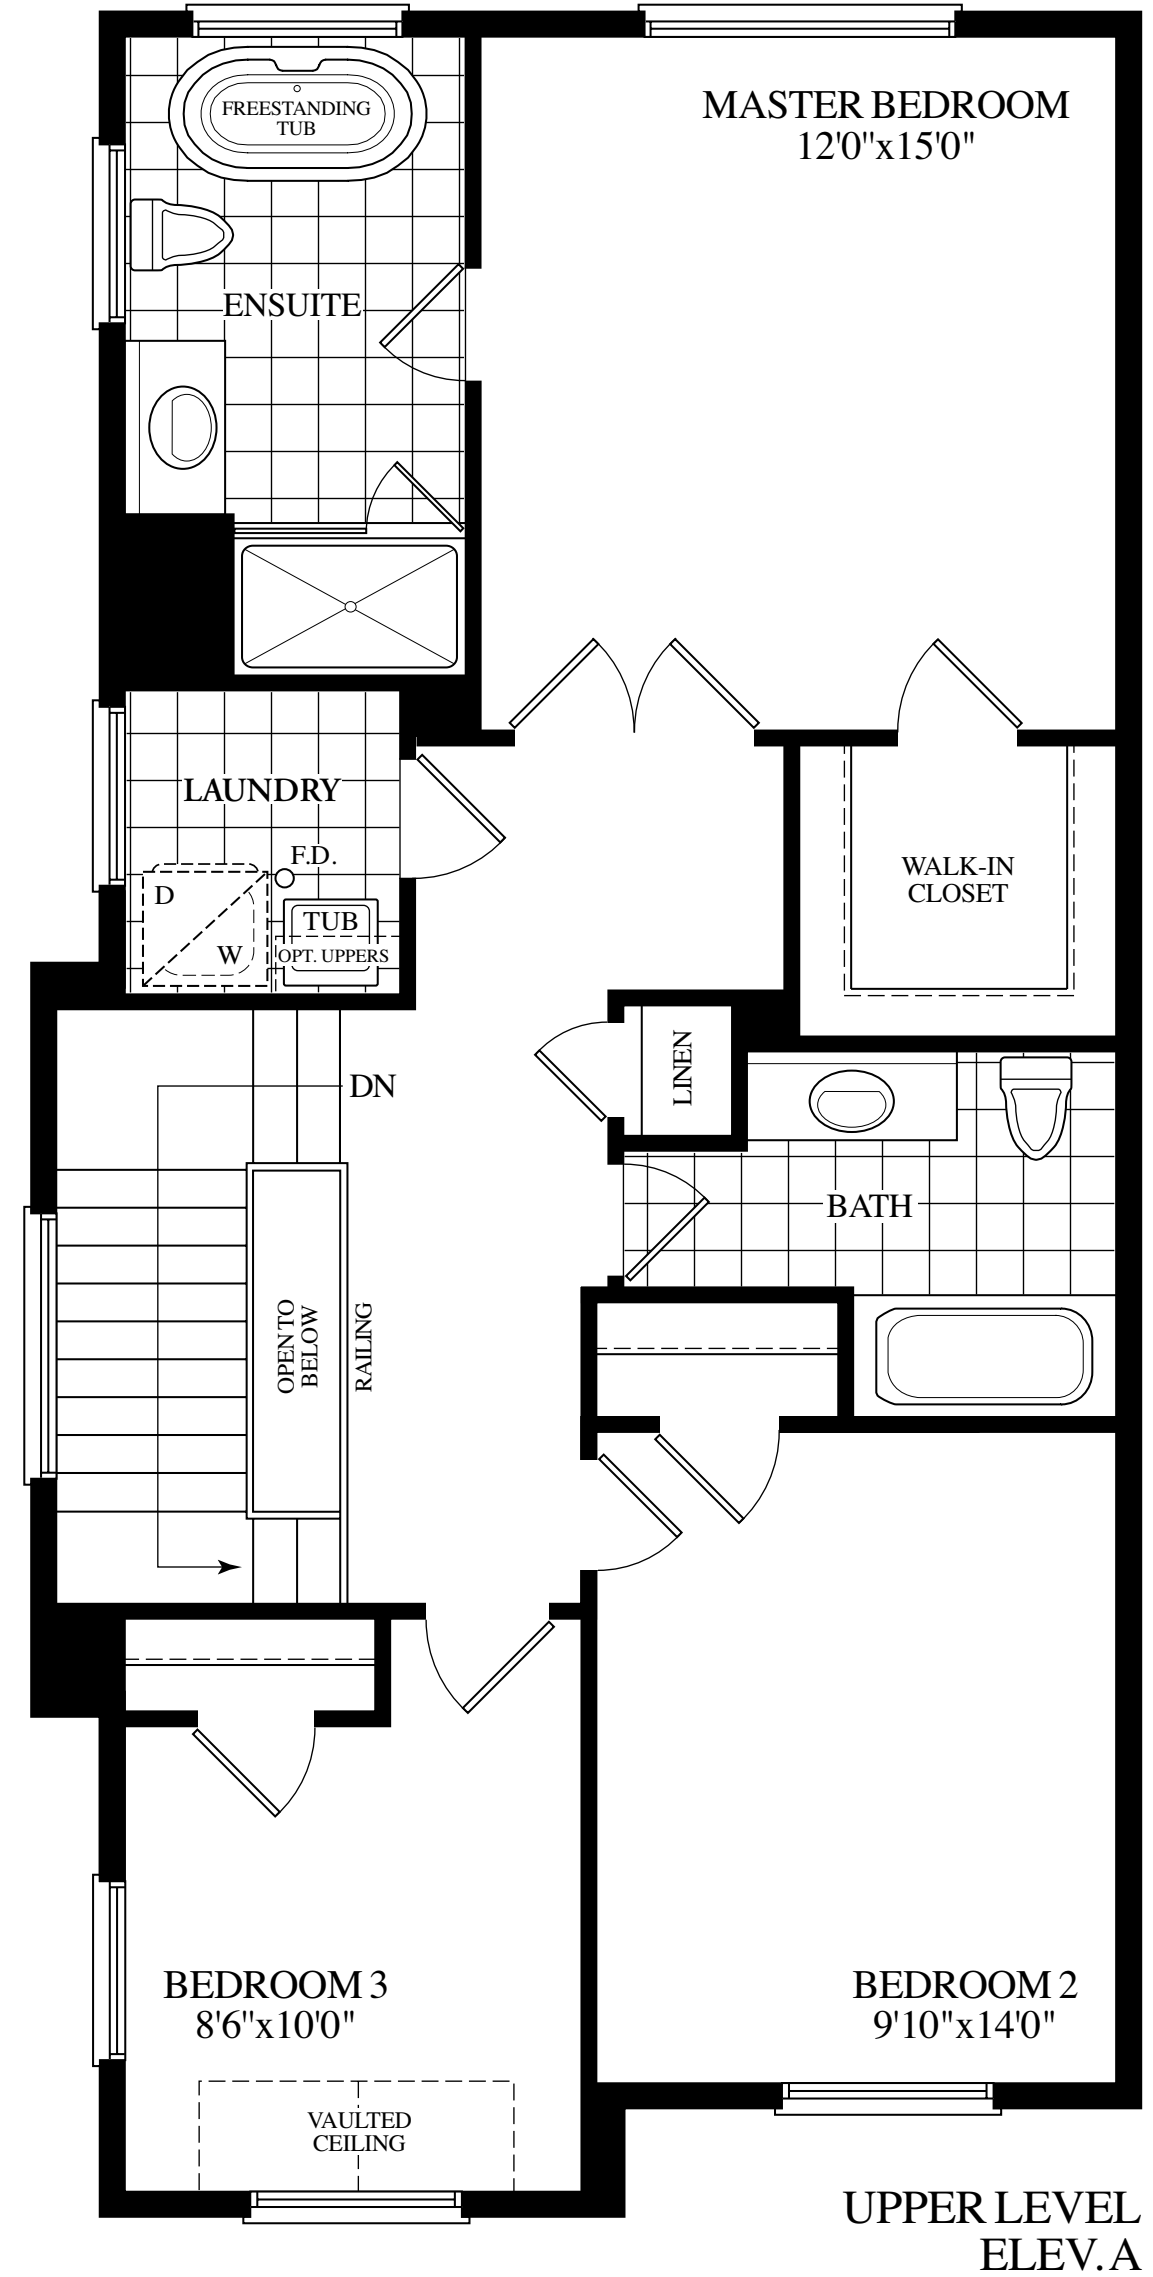 FREESTANDING
TUB
MASTER BEDROOM
12'0"x15'0"
ENSUITE
LAUNDRY
F.D.
D
W
TUB
OPT. UPPERS
WALK-IN
CLOSET
LINEN
DN
BATH
OPEN TO
BELOW
RAILING
BEDROOM 3
8'6"x10'0"
BEDROOM 2
9'10"x14'0"
VAULTED
CEILING
UPPER LEVEL
ELEV. A